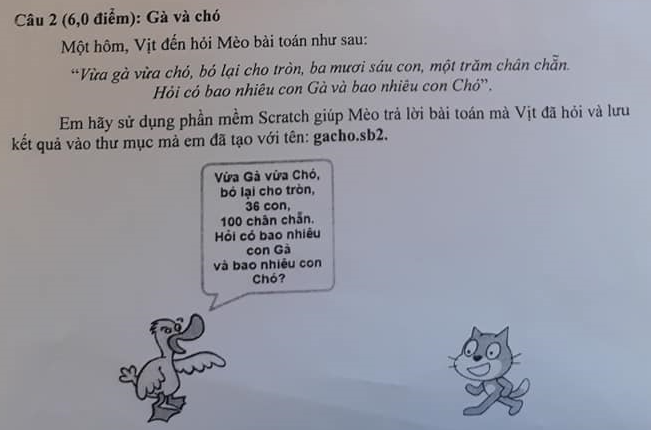 Câu 2 (6,0 điểm): Gà và chó
Một hôm, Vịt đến hỏi Mèo bài toán như sau:
“Vừa gà vừa chó, bó lại cho tròn, ba mươi sáu con, một trăm chân chẵn.
Hỏi có bao nhiêu con Gà và bao nhiêu con Chó”.
Em hãy sử dụng phần mềm Scratch giúp Mèo trả lời bài toán mà Vịt đã hỏi và lưu
kết quả vào thư mục mà em đã tạo với tên: gacho.sb2.
Vừa Gà vừa Chó,
bó lại cho tròn,
36 con,
100 chân chẵn.
Hỏi có bao nhiêu
con Gà
và bao nhiêu con
Chó?